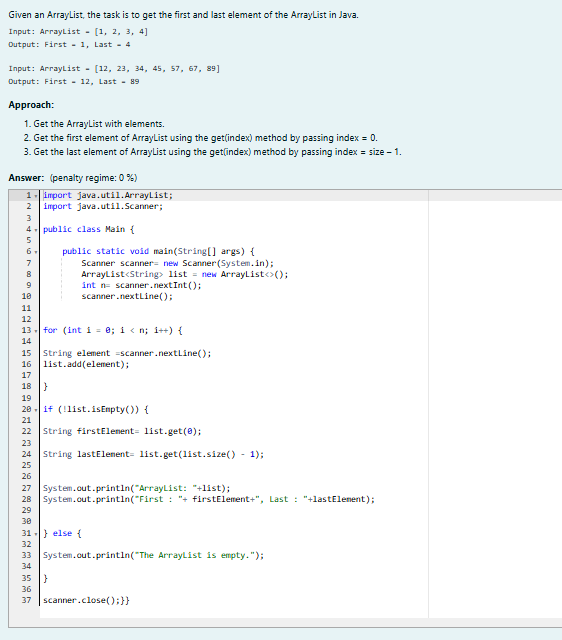 Given an ArrayList, the task is to get the first and last element of the ArrayList in Java.
Input: ArrayList = [1, 2, 3, 4]
Output: First = 1, Last = 4
Input: ArrayList = [12, 23, 34, 45, 57, 67, 89]
Output: First = 12, Last = 89
Approach:
1. Get the ArrayList with elements.
2. Get the first element of ArrayList using the get(index) method by passing index = 0.
3. Get the last element of ArrayList using the get(index) method by passing index = size – 1.
Answer: (penalty regime: 0 %)
1 import java.util.ArrayList;
2 import java.util.Scanner;
3
4 public class Main {
5
6 public static void main(String[] args) {
7 Scanner scanner= new Scanner(System.in);
8 ArrayList<String> list = new ArrayList<>();
9 int n= scanner.nextInt();
10 scanner.nextLine();
11
12
13 for (int i = 0; i < n; i++) {
14
15 String element =scanner.nextLine();
16 list.add(element);
17
18 }
19
20 if (!list.isEmpty()) {
21
22 String firstElement= list.get(0);
23
24 String lastElement= list.get(list.size() - 1);
25
26
27 System.out.println("ArrayList: "+list);
28 System.out.println("First : "+ firstElement+", Last : "+lastElement);
29
30
31 } else {
32
33 System.out.println("The ArrayList is empty.");
34
35 }
36
37 scanner.close();}}